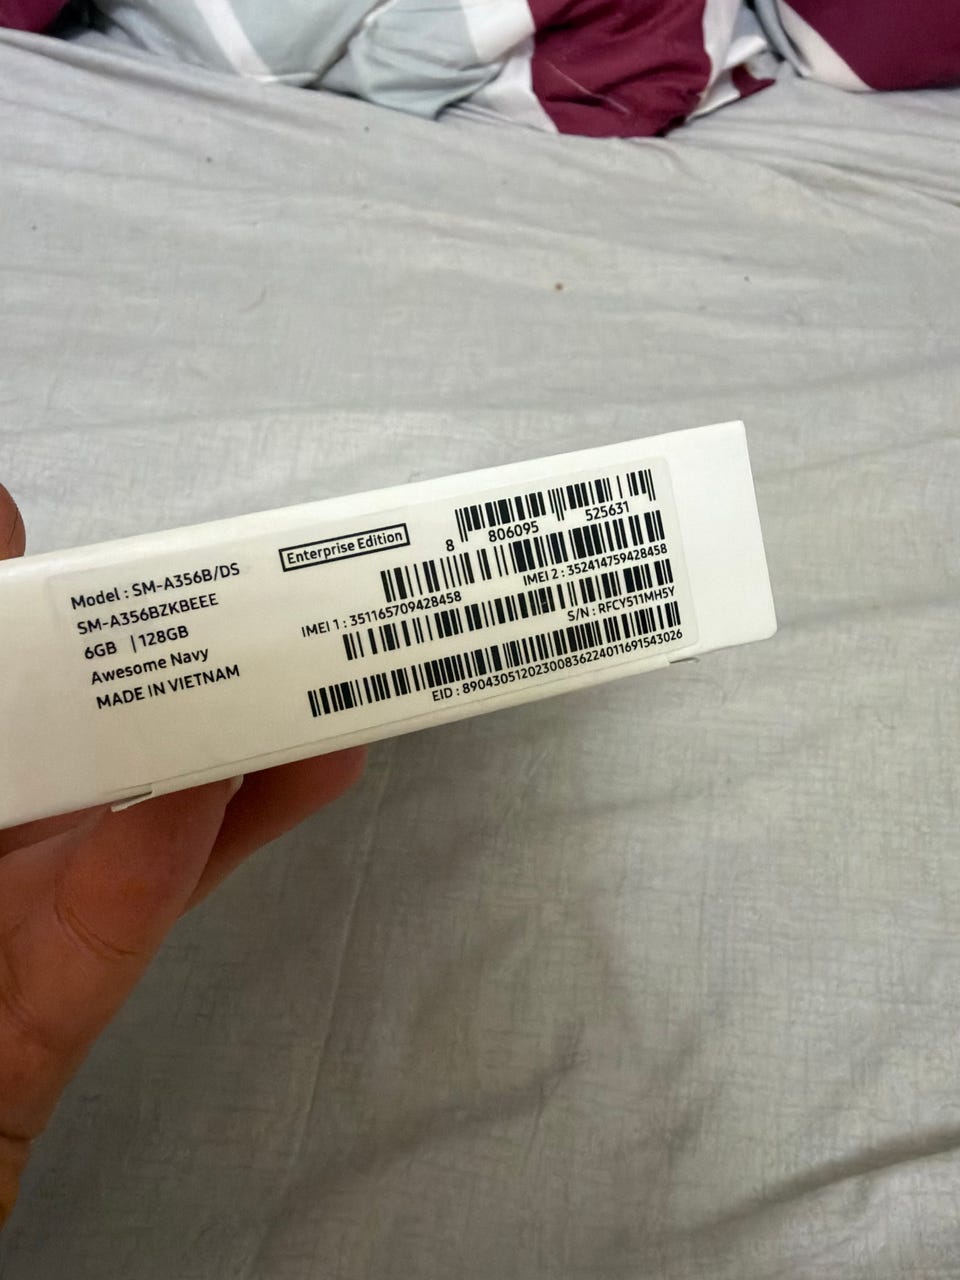 Model : SM-A356B/DS
SM-A356BZKBEEE
6GB | 128GB
Awesome Navy
MADE IN VIETNAM
Enterprise Edition
8 806095 525631
IMEI 1 : 351165709428458
IMEI 2 : 352414759428458
S/N : RFCY511MH5Y
EID : 89043051202300836224011691543026